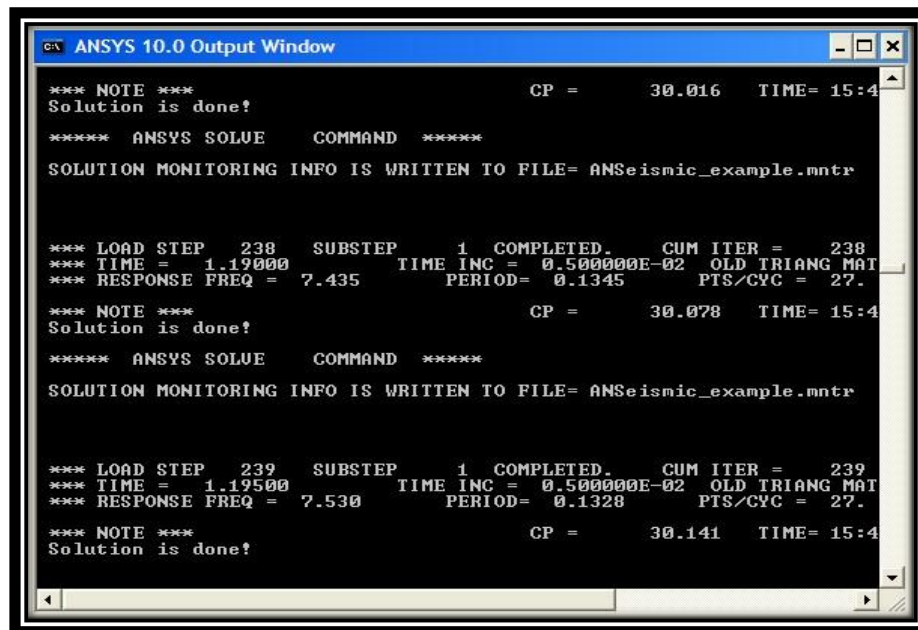 ANSYS 10.0 Output Window
*** NOTE *** CP = 30.016 TIME= 15:4
Solution is done!
***** ANSYS SOLVE COMMAND *****
SOLUTION MONITORING INFO IS WRITTEN TO FILE= ANSeismic_example.mntr
*** LOAD STEP 238 SUBSTEP 1 COMPLETED. CUM ITER = 238
*** TIME = 1.19000 TIME INC = 0.500000E-02 OLD TRIANG MAT
*** RESPONSE FREQ = 7.435 PERIOD= 0.1345 PTS/CYC = 27.
*** NOTE *** CP = 30.078 TIME= 15:4
Solution is done!
***** ANSYS SOLVE COMMAND *****
SOLUTION MONITORING INFO IS WRITTEN TO FILE= ANSeismic_example.mntr
*** LOAD STEP 239 SUBSTEP 1 COMPLETED. CUM ITER = 239
*** TIME = 1.19500 TIME INC = 0.500000E-02 OLD TRIANG MAT
*** RESPONSE FREQ = 7.530 PERIOD= 0.1328 PTS/CYC = 27.
*** NOTE *** CP = 30.141 TIME= 15:4
Solution is done!